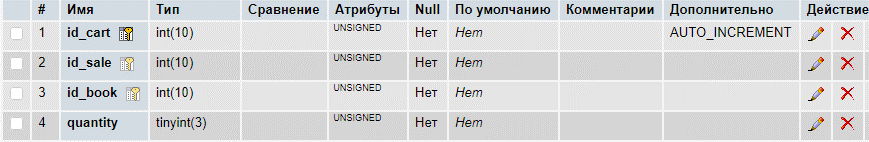 # Имя Тип Сравнение Атрибуты Null По умолчанию Комментарии Дополнительно Действие
1 id_cart int(10) UNSIGNED Нет Нет AUTO_INCREMENT
2 id_sale int(10) UNSIGNED Нет Нет
3 id_book int(10) UNSIGNED Нет Нет
4 quantity tinyint(3) UNSIGNED Нет Нет